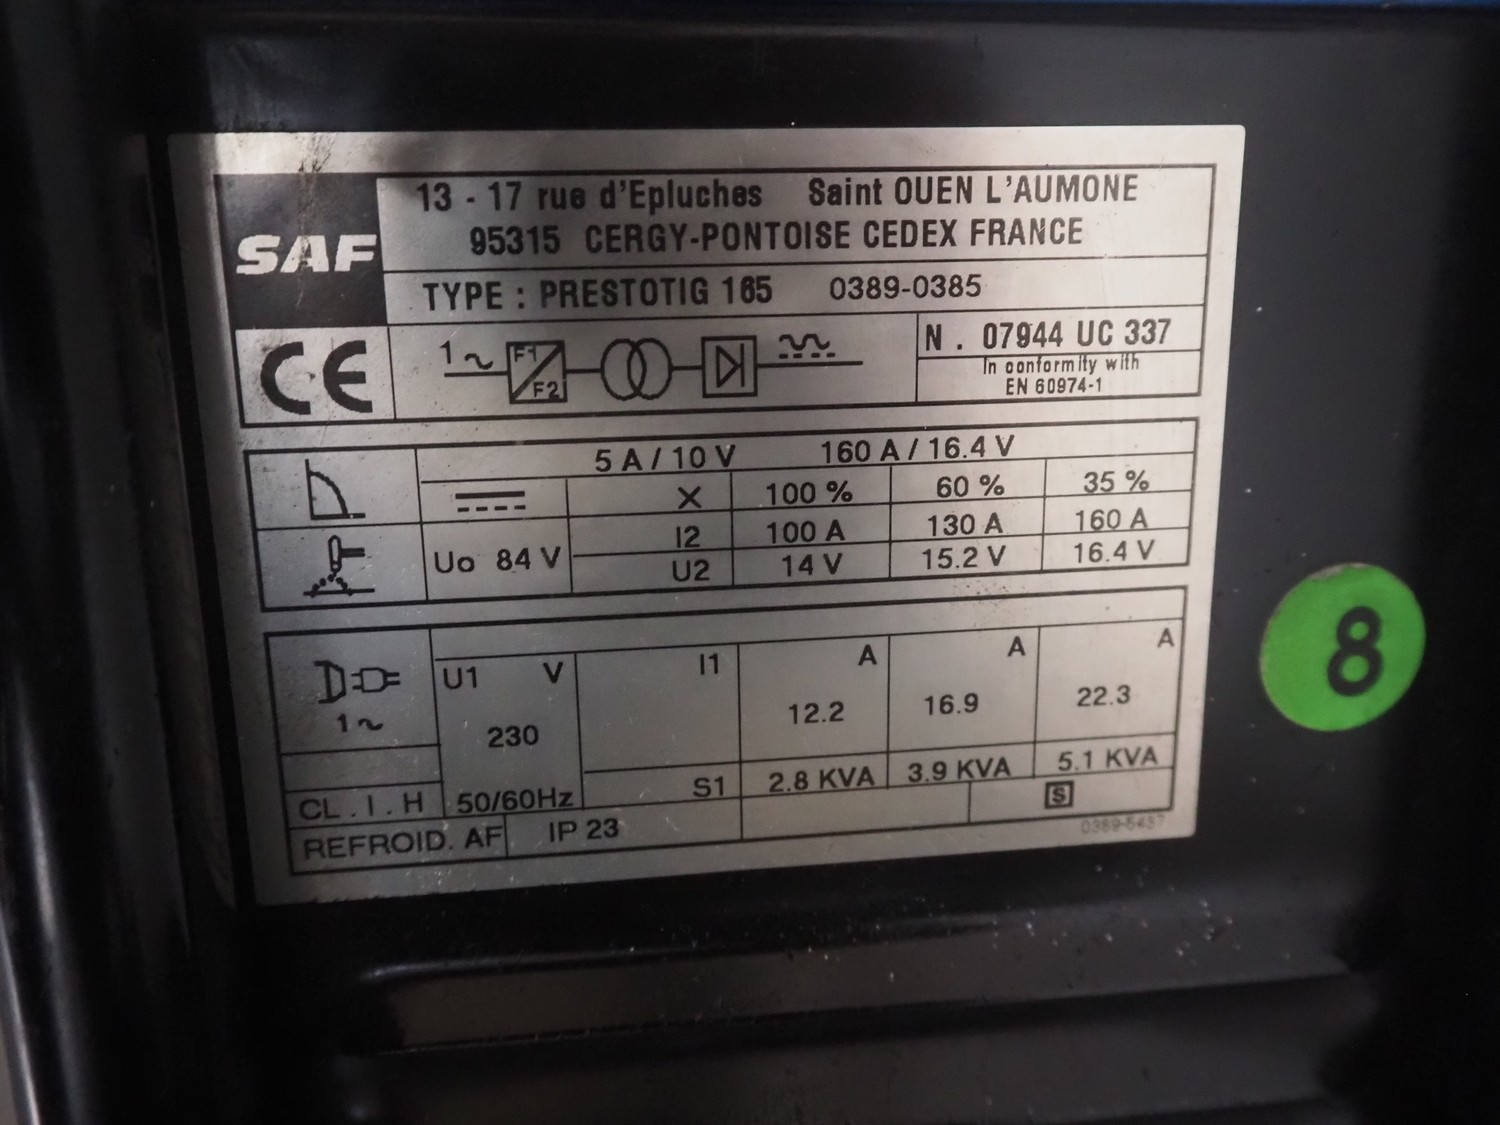 SAF
13 - 17 rue d'Epluches Saint OUEN L'AUMONE
95315 CERGY-PONTOISE CEDEX FRANCE
TYPE : PRESTOTIG 165 0389-0385
CE
1~ F1 F2
N . 07944 UC 337
In conformity with
EN 60974-1
5 A / 10 V 160 A / 16.4 V
X 100 % 60 % 35 %
I2 100 A 130 A 160 A
Uo 84 V U2 14 V 15.2 V 16.4 V
U1 V I1 A A A
1~ 230 12.2 16.9 22.3
CL . I . H 50/60Hz S1 2.8 KVA 3.9 KVA 5.1 KVA
REFROID. AF IP 23 S
0389-5437
8